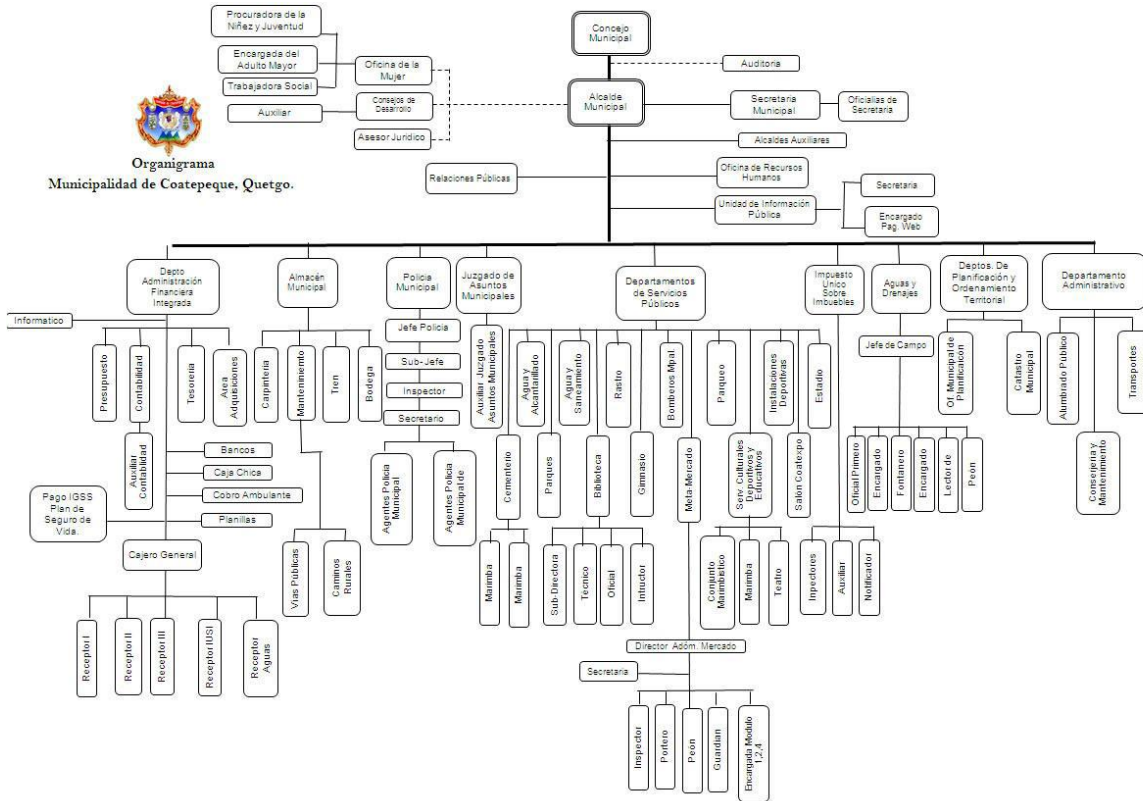 Procuradora de la
Niñez y Juventud
Encargada del
Adulto Mayor
Trabajadora Social
Auxiliar
Oficina de la
Mujer
Consejos de
Desarrollo
Asesor Juridico
Concejo
Municipal
Auditoria
Alcalde
Municipal
Secretaria
Municipal
Oficialias de
Secretaria
Alcaldes Auxiliares
Relaciones Públicas
Oficina de Recursos
Humanos
Unidad de Información
Pública
Secretaria
Encargado
Pag. Web
Organigrama
Municipalidad de Coatepeque, Quetgo.
Depto
Administración
Financiera
Integrada
Almacén
Municipal
Policia
Municipal
Juzgado de
Asuntos
Municipales
Departamentos
de Servicios
Públicos
Impuesto
Unico
Sobre
Imbuebles
Aguas y
Drenajes
Deptos. De
Planificación y
Ordenamiento
Territorial
Departamento
Administrativo
Informatico
Presupuesto
Contabilidad
Tesoreria
Area
Adquisiciones
Auxiliar
Contablidad
Bancos
Caja Chica
Cobro Ambulante
Planillas
Pago IGSS
Plan de
Seguro de
Vida.
Cajero General
Receptor I
Receptor II
Receptor III
Receptor IUSI
Receptor
Aguas
Carpinteria
Mantenimiemto
Tren
Bodega
Vias Públicas
Caminos
Rurales
Jefe Policia
Sub-Jefe
Inspector
Secretario
Agentes Policia
Municipal
Agentes Policia
Municipal de
Auxiliar Juzgado
Asuntos Municipales
Cementerio
Agua y
Alcantarillado
Parques
Agua y
Saneamiento
Biblioteca
Rastro
Gimnasio
Bomberos Mpal.
Meta-Mercado
Parqueo
Serv. Culturales
Deportivos y
Educativos
Instalaciones
Deportivas
Salón Coatexpo
Estadio
Marimba
Marimba
Sub-Directora
Técnico
Oficial
Intructor
Conjunto
Marimbistico
Marimba
Teatro
Director Adóm. Mercado
Secretaria
Inspector
Portero
Peón
Guardian
Encargada Modulo
1,2,4
Inpectores
Auxiliar
Notificador
Jefe de Campo
Oficial Primero
Encargado
Fontanero
Encargado
Lector de
Peón
Of. Municipal de
Planificaicón
Catastro
Municipal
Alumbrado Público
Conserjeria y
Mantenimiento
Transportes